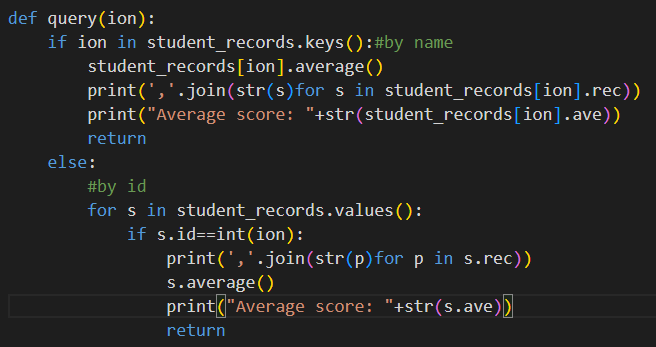 def query(ion):
    if ion in student_records.keys():#by name
        student_records[ion].average()
        print(','.join(str(s)for s in student_records[ion].rec))
        print("Average score: "+str(student_records[ion].ave))
        return
    else:
        #by id
        for s in student_records.values():
            if s.id==int(ion):
                print(','.join(str(p)for p in s.rec))
                s.average()
                print("Average score: "+str(s.ave))
                return